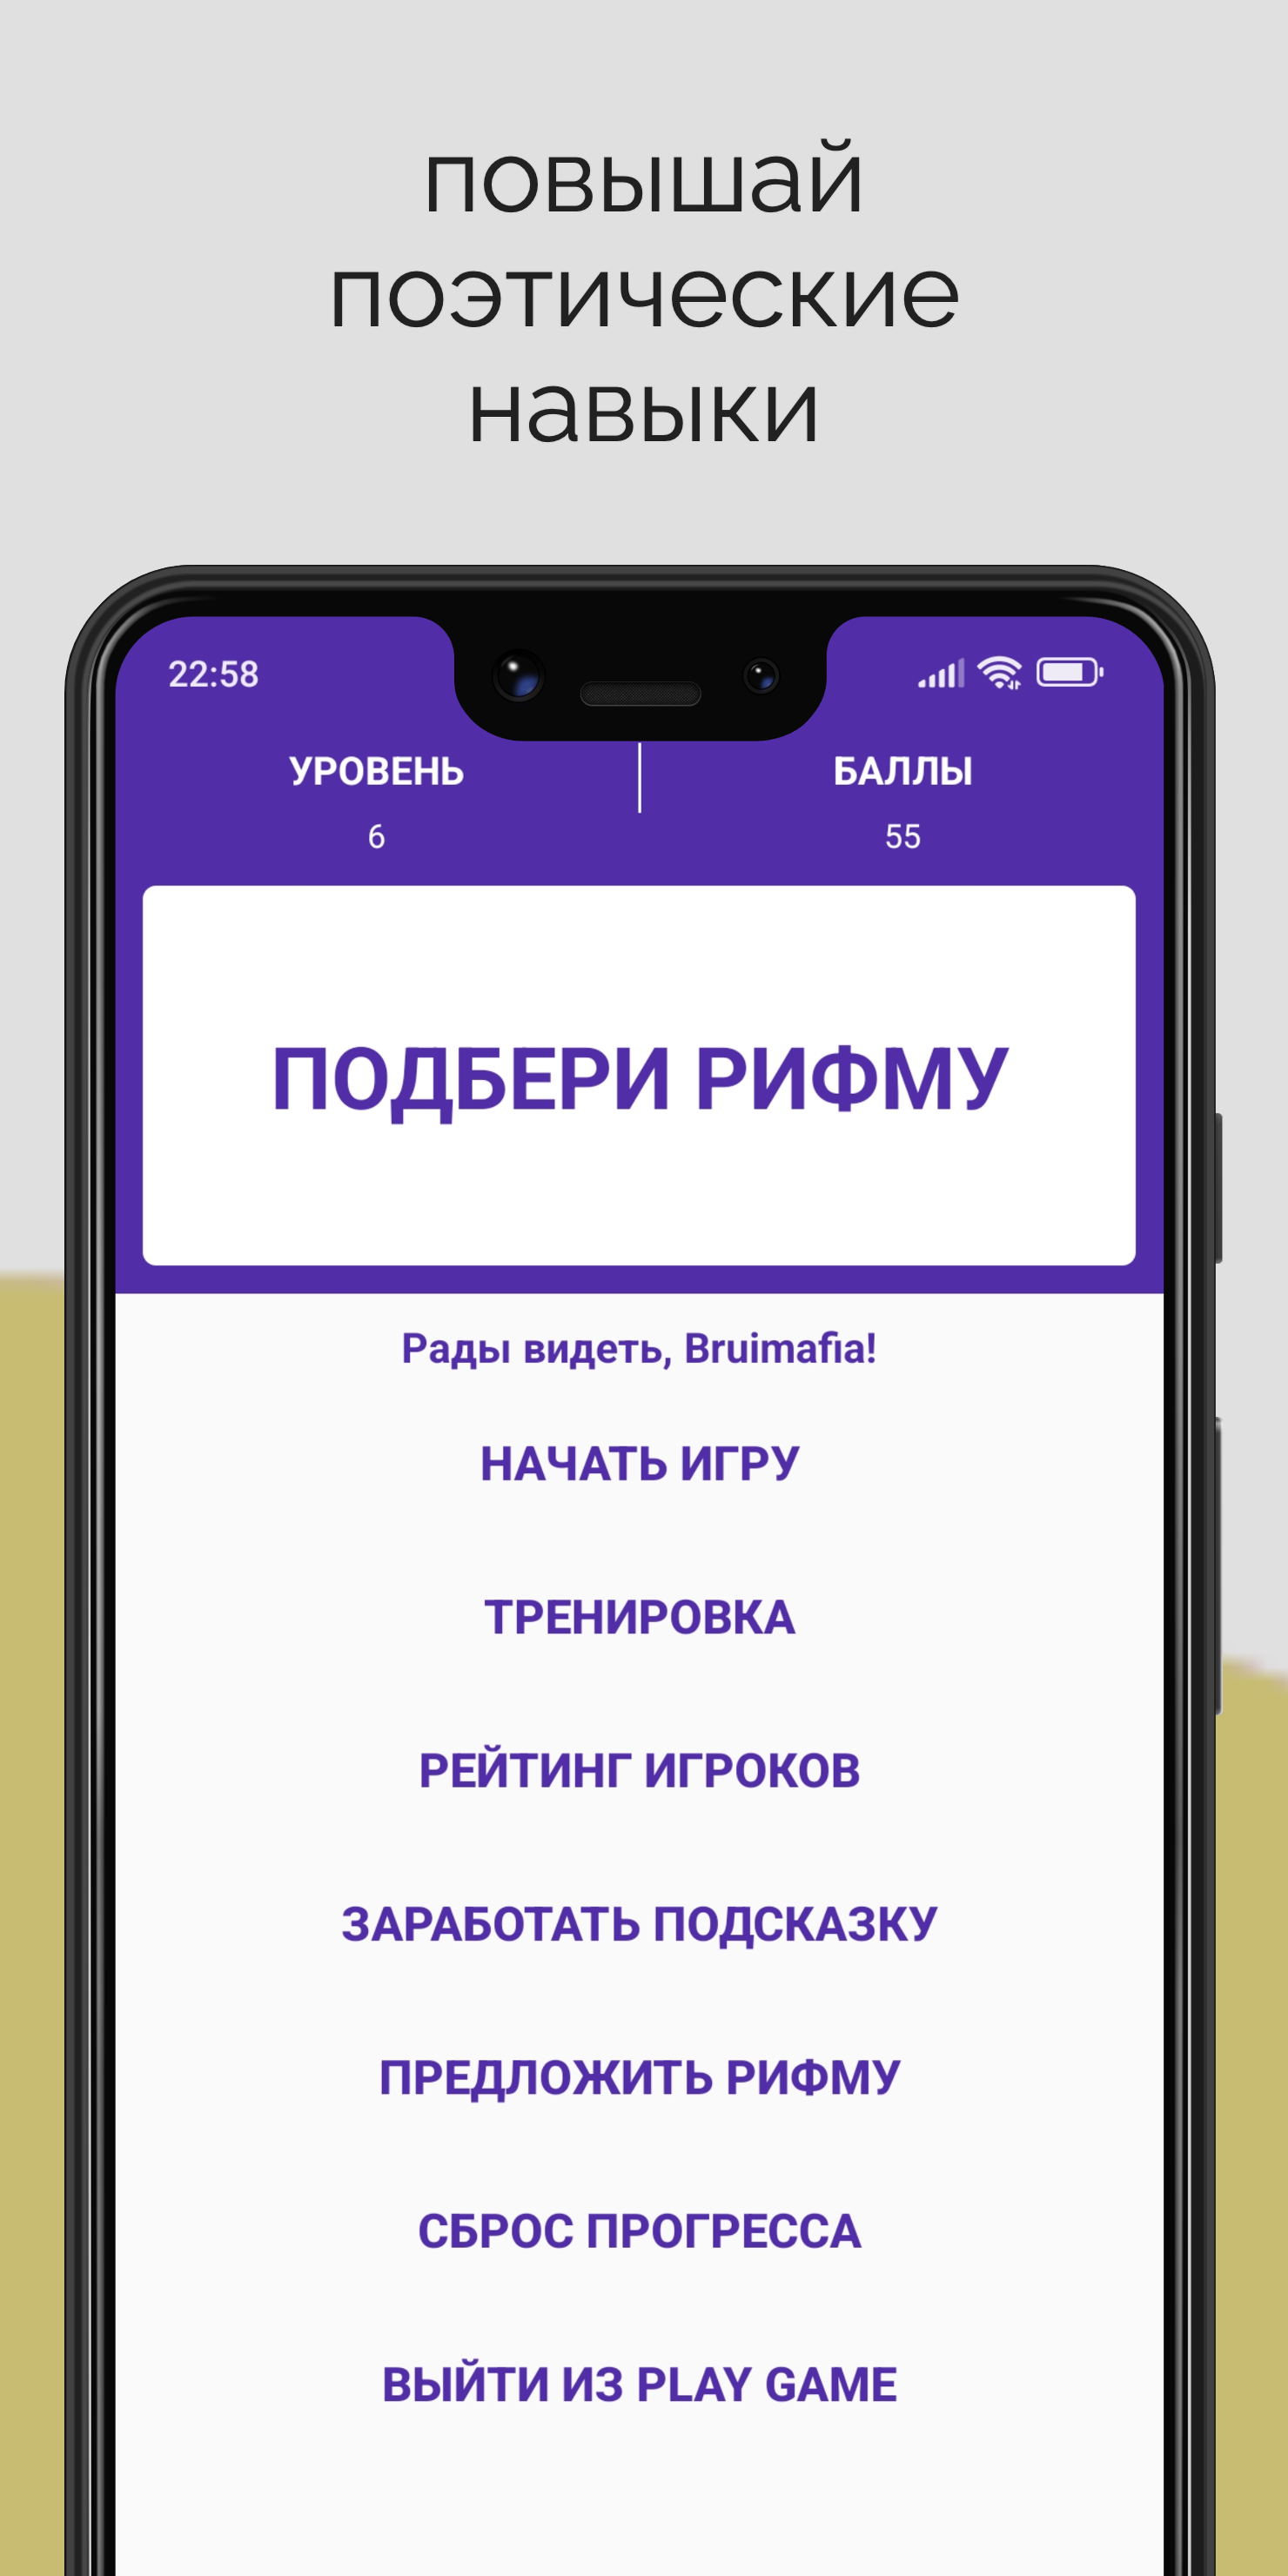 повышай
поэтические
навыки
22:58
УРОВЕНЬ
БАЛЛЫ
6
55
ПОДБЕРИ РИФМУ
Рады видеть, Bruimafia!
НАЧАТЬ ИГРУ
ТРЕНИРОВКА
РЕЙТИНГ ИГРОКОВ
ЗАРАБОТАТЬ ПОДСКАЗКУ
ПРЕДЛОЖИТЬ РИФМУ
СБРОС ПРОГРЕССА
ВЫЙТИ ИЗ PLAY GAME